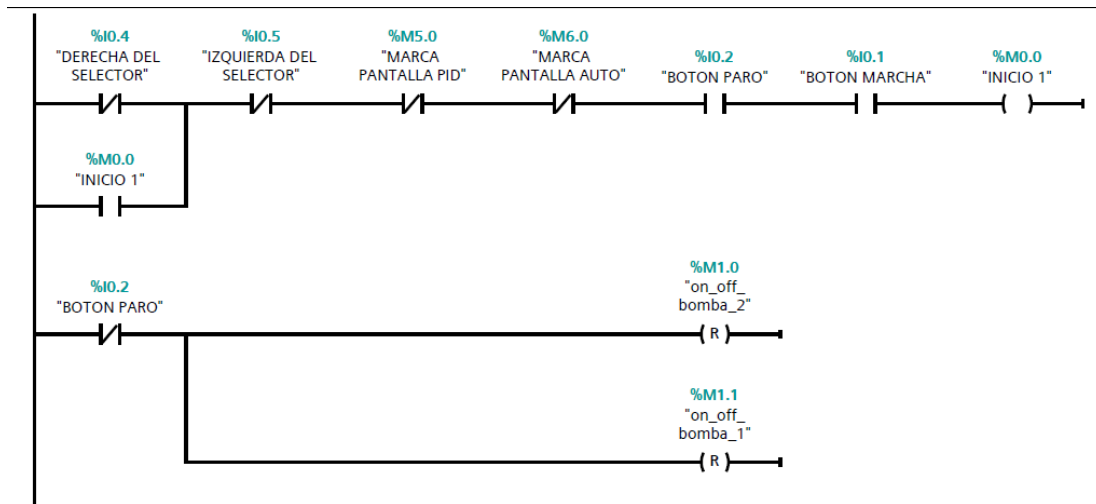 %I0.4
"DERECHA DEL
SELECTOR"
%I0.5
"IZQUIERDA DEL
SELECTOR"
%M5.0
"MARCA
PANTALLA PID"
%M6.0
"MARCA
PANTALLA AUTO"
%I0.2
"BOTON PARO"
%I0.1
"BOTON MARCHA"
%M0.0
"INICIO 1"
%M0.0
"INICIO 1"
%I0.2
"BOTON PARO"
%M1.0
"on_off_
bomba_2"
R
%M1.1
"on_off_
bomba_1"
R